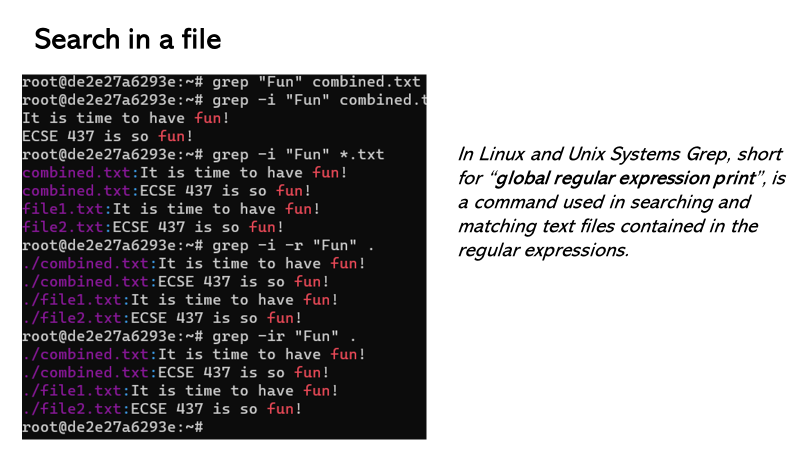 Search in a file
root@de2e27a6293e:~# grep "Fun" combined.txt
root@de2e27a6293e:~# grep -i "Fun" combined.t
It is time to have fun!
ECSE 437 is so fun!
root@de2e27a6293e:~# grep -i "Fun" *.txt
combined.txt:It is time to have fun!
combined.txt:ECSE 437 is so fun!
file1.txt:It is time to have fun!
file2.txt:ECSE 437 is so fun!
root@de2e27a6293e:~# grep -i -r "Fun" .
./combined.txt:It is time to have fun!
./combined.txt:ECSE 437 is so fun!
./file1.txt:It is time to have fun!
./file2.txt:ECSE 437 is so fun!
root@de2e27a6293e:~# grep -ir "Fun" .
./combined.txt:It is time to have fun!
./combined.txt:ECSE 437 is so fun!
./file1.txt:It is time to have fun!
./file2.txt:ECSE 437 is so fun!
root@de2e27a6293e:~#
In Linux and Unix Systems Grep, short
for “global regular expression print”, is
a command used in searching and
matching text files contained in the
regular expressions.